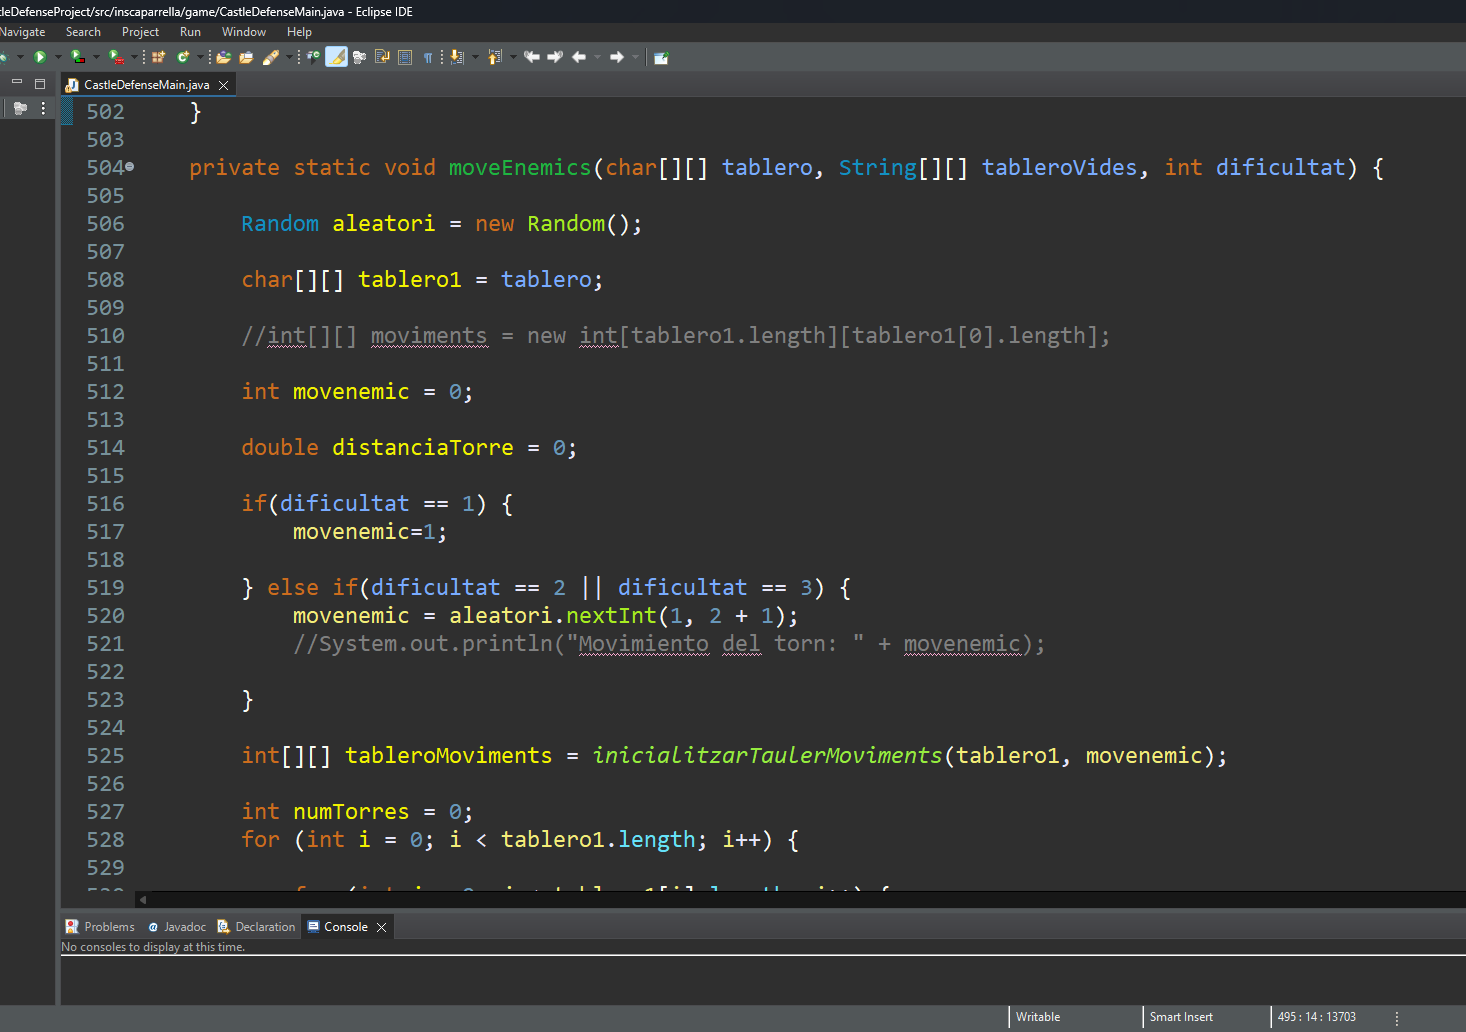 tleDefenseProject/src/inscaparrella/game/CastleDefenseMain.java - Eclipse IDE
Navigate Search Project Run Window Help
CastleDefenseMain.java
502 }
503
504 private static void moveEnemics(char[][] tablero, String[][] tableroVides, int dificultat) {
505
506 Random aleatori = new Random();
507
508 char[][] tablero1 = tablero;
509
510 //int[][] moviments = new int[tablero1.length][tablero1[0].length];
511
512 int movenemic = 0;
513
514 double distanciaTorre = 0;
515
516 if(dificultat == 1) {
517 movenemic=1;
518
519 } else if(dificultat == 2 || dificultat == 3) {
520 movenemic = aleatori.nextInt(1, 2 + 1);
521 //System.out.println("Movimiento del torn: " + movenemic);
522
523 }
524
525 int[][] tableroMoviments = inicialitzarTaulerMoviments(tablero1, movenemic);
526
527 int numTorres = 0;
528 for (int i = 0; i < tablero1.length; i++) {
529
Problems Javadoc Declaration Console
No consoles to display at this time.
Writable Smart Insert 495 : 14 : 13703